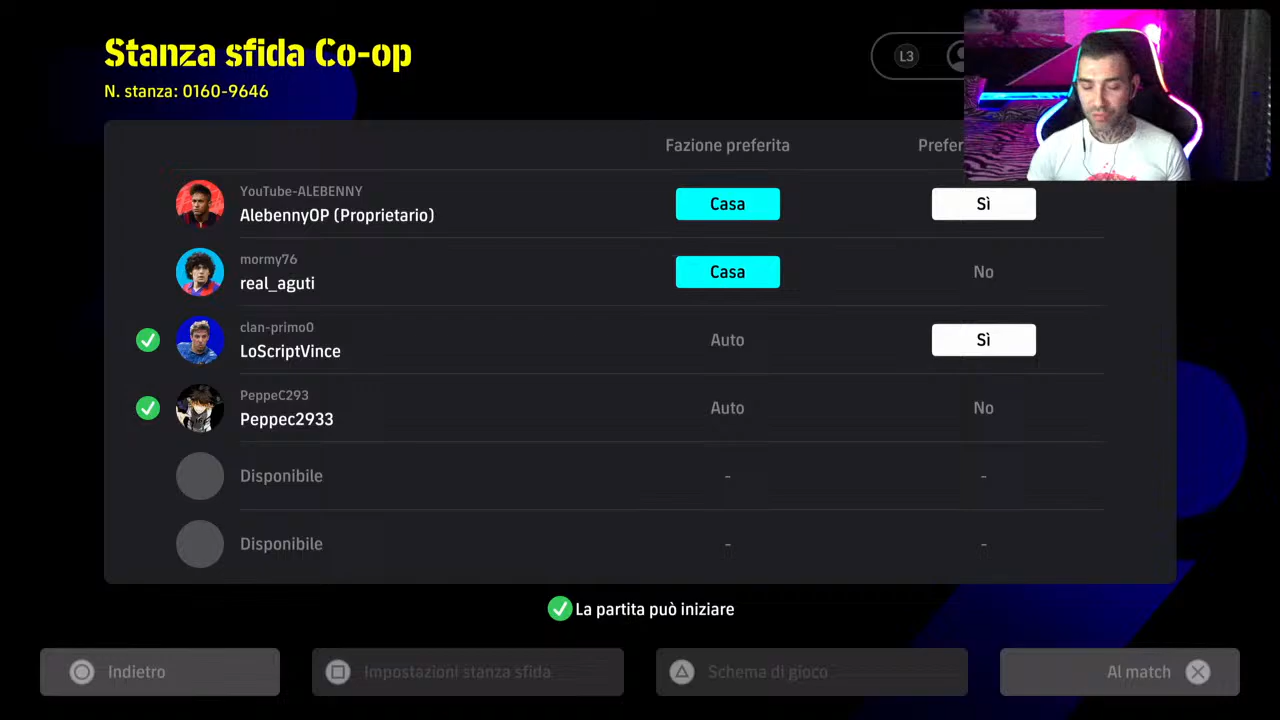 Stanza sfida Co-op
N. stanza: 0160-9646
L3
Fazione preferita
YouTube-ALEBENNY
AlebennyOP (Proprietario)
Casa
Sì
mormy76
real_aguti
Casa
No
clan-primo0
LoScriptVince
Auto
Sì
PeppeC293
Peppec2933
Auto
No
Disponibile
-
-
Disponibile
-
-
La partita può iniziare
Indietro
Impostazioni stanza sfida
Schema di gioco
Al match